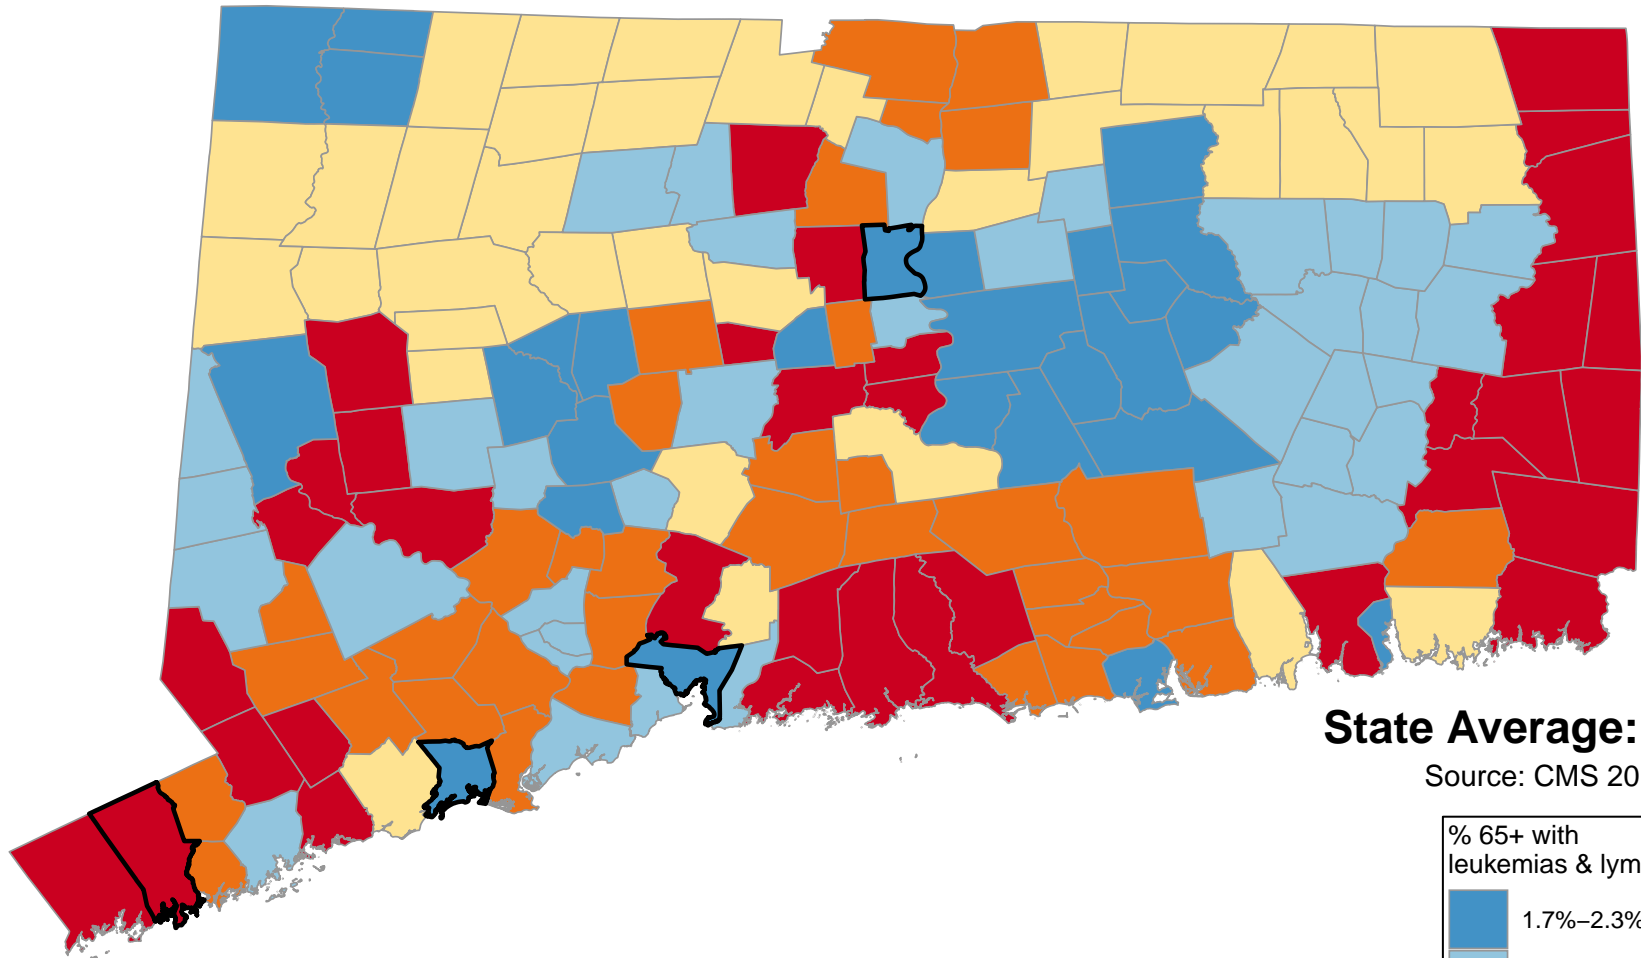 State Average:
Source: CMS 20
% 65+ with
leukemias & lym
1.7%−2.3%